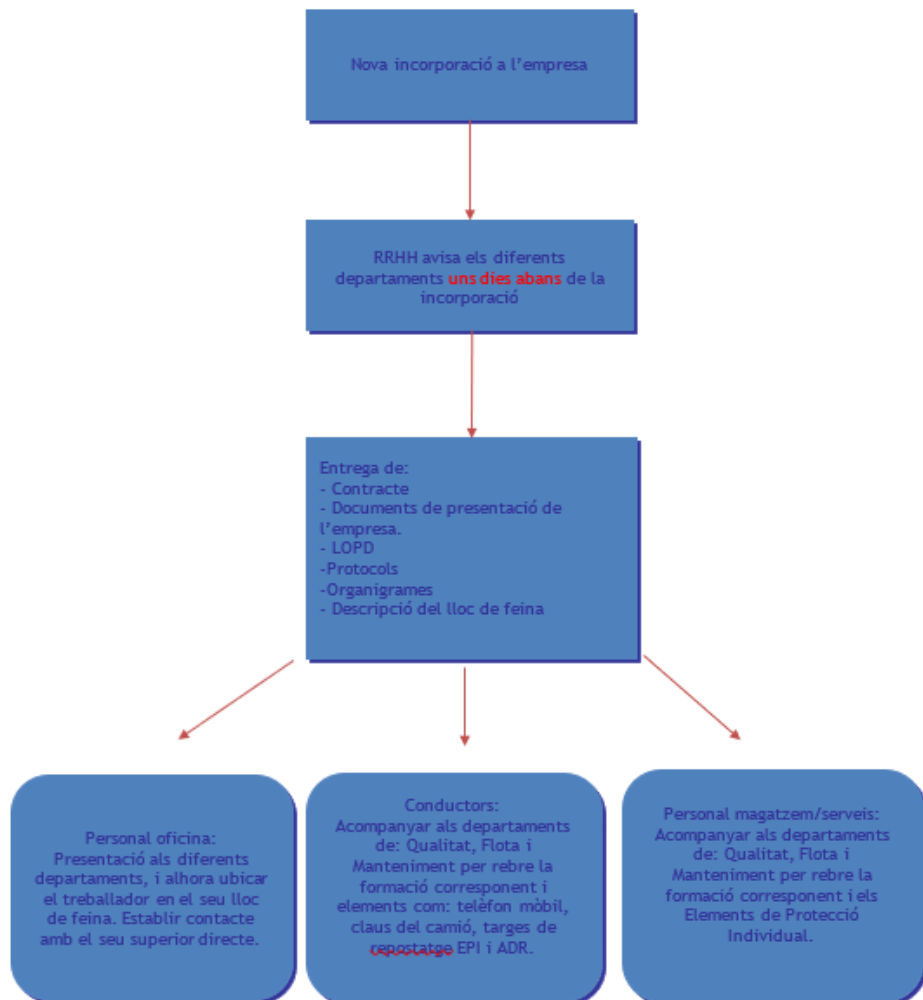 Nova incorporació a l'empresa
RRHH avisa els diferents
departaments uns dies abans de la
incorporació
Entrega de:
- Contracte
- Documents de presentació de
l'empresa.
- LOPD
-Protocols
-Organigrames
- Descripció del lloc de feina
Personal oficina:
Presentació als diferents
departaments, i alhora ubicar
el treballador en el seu lloc
de feina. Establir contacte
amb el seu superior directe.
Conductors:
Acompanyar als departaments
de: Qualitat, Flota i
Manteniment per rebre la
formació corresponent i
elements com: telèfon mòbil,
claus del camió, targes de
repostatge EPI i ADR.
Personal magatzem/serveis:
Acompanyar als departaments
de: Qualitat, Flota i
Manteniment per rebre la
formació corresponent i els
Elements de Protecció
Individual.